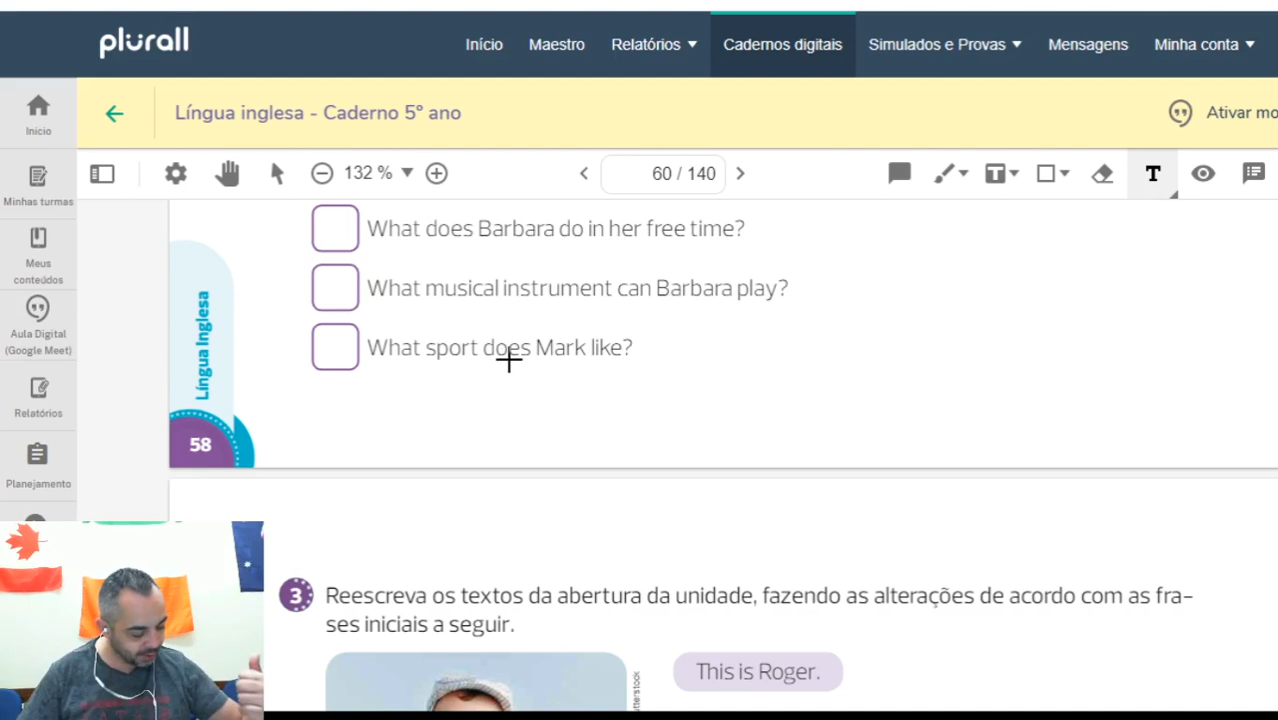 plurall
Início
Maestro
Relatórios
Cadernos digitais
Simulados e Provas
Mensagens
Minha conta
Inicio
Língua inglesa - Caderno 5º ano
Ativar mo
132 %
60 / 140
T
T
Minhas turmas
Meus
conteúdos
Aula Digital
(Google Meet)
Relatórios
Planejamento
What does Barbara do in her free time?
What musical instrument can Barbara play?
What sport does Mark like?
Língua Inglesa
58
3
Reescreva os textos da abertura da unidade, fazendo as alterações de acordo com as fra-
ses iniciais a seguir.
This is Roger.
utterstock